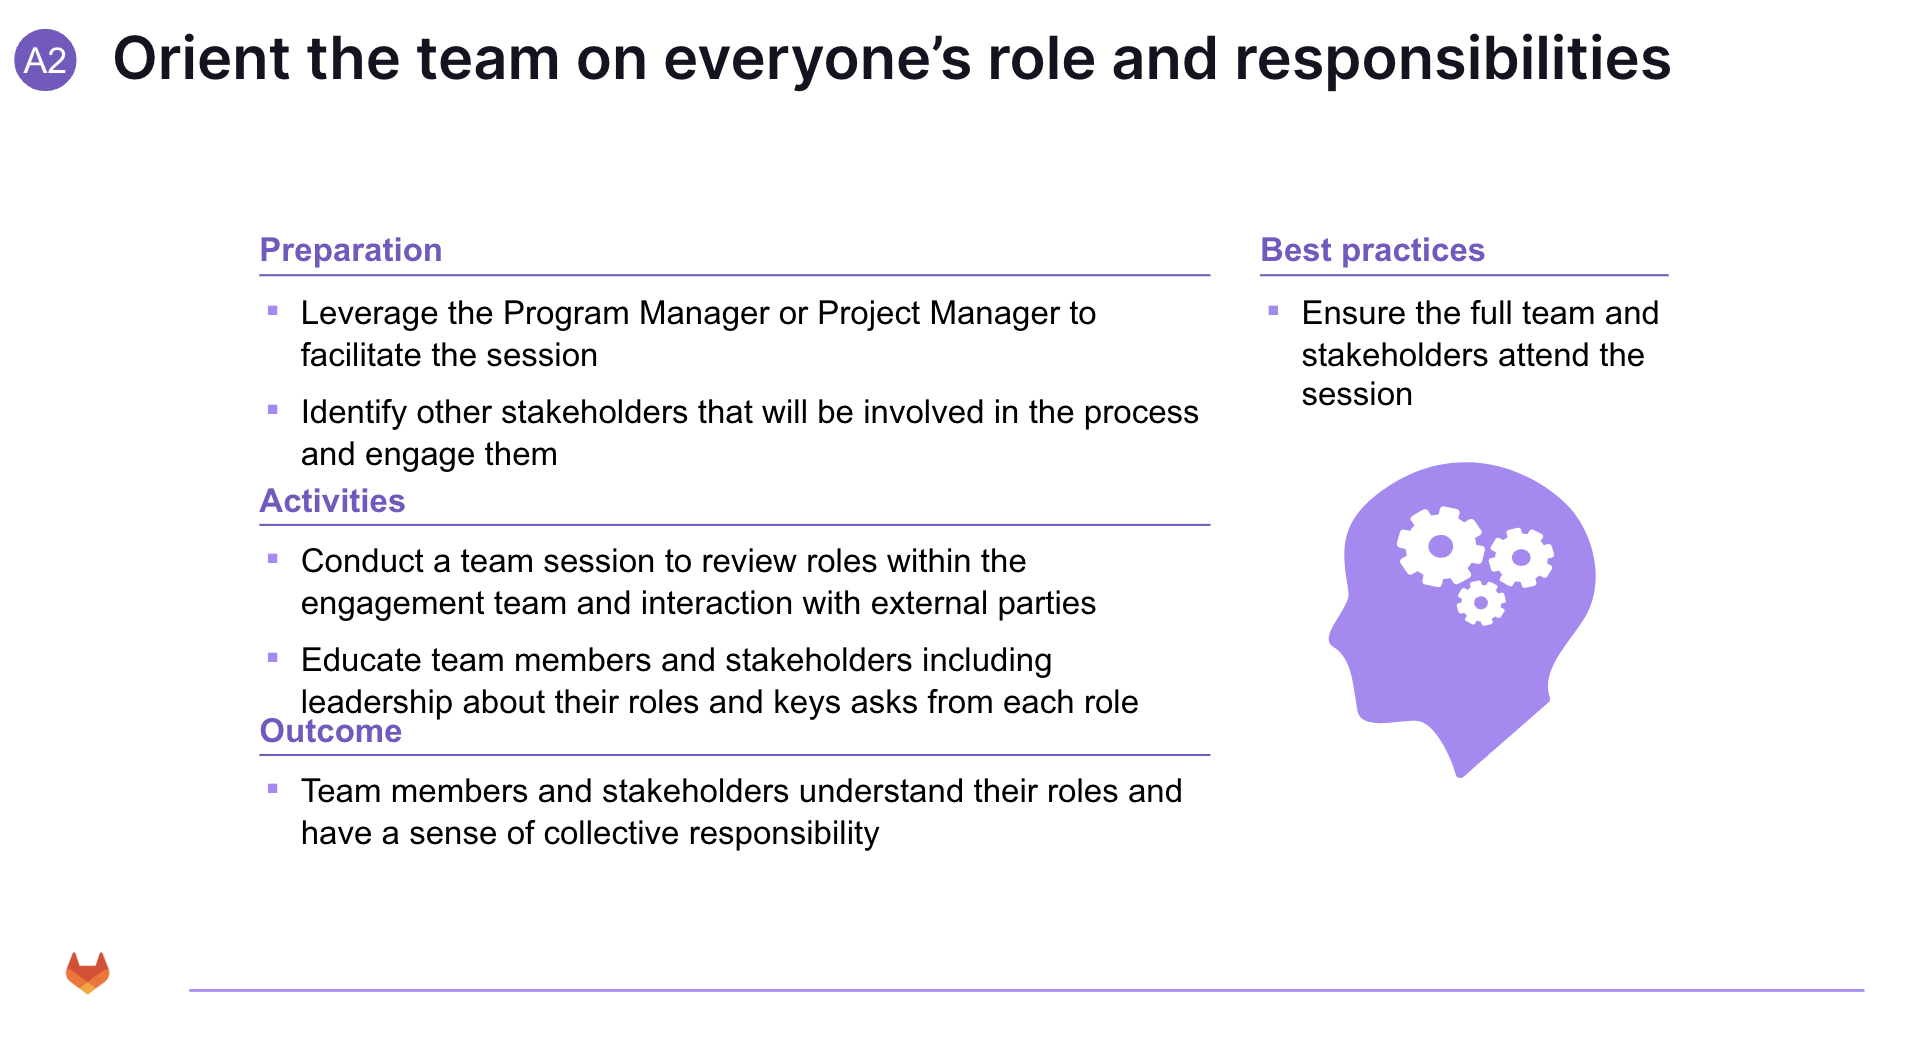 A2
Orient the team on everyone’s role and responsibilities
Preparation
Leverage the Program Manager or Project Manager to
facilitate the session
Identify other stakeholders that will be involved in the process
and engage them
Activities
Conduct a team session to review roles within the
engagement team and interaction with external parties
Educate team members and stakeholders including
leadership about their roles and keys asks from each role
Outcome
Team members and stakeholders understand their roles and
have a sense of collective responsibility
Best practices
Ensure the full team and
stakeholders attend the
session